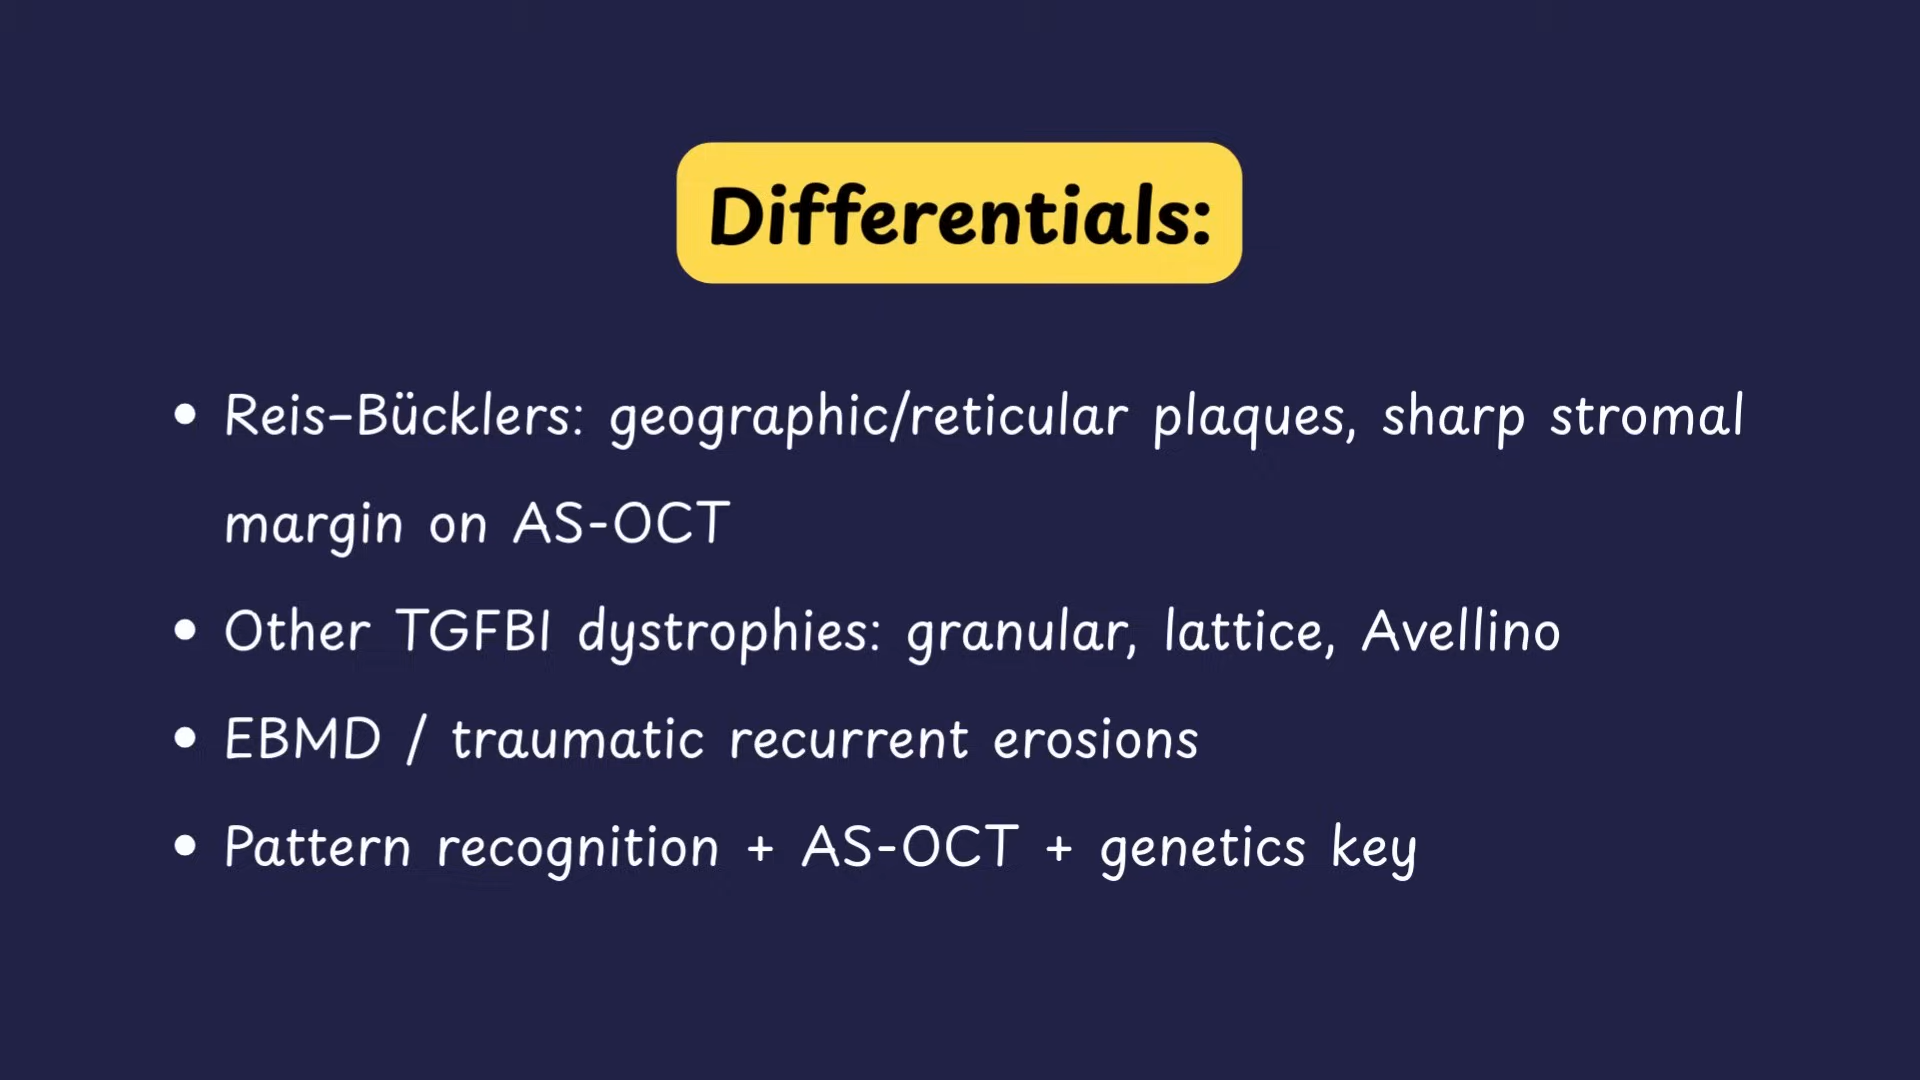 Differentials:
• Reis–Bücklers: geographic/reticular plaques, sharp stromal
margin on AS-OCT
• Other TGFBI dystrophies: granular, lattice, Avellino
• EBMD / traumatic recurrent erosions
• Pattern recognition + AS-OCT + genetics key